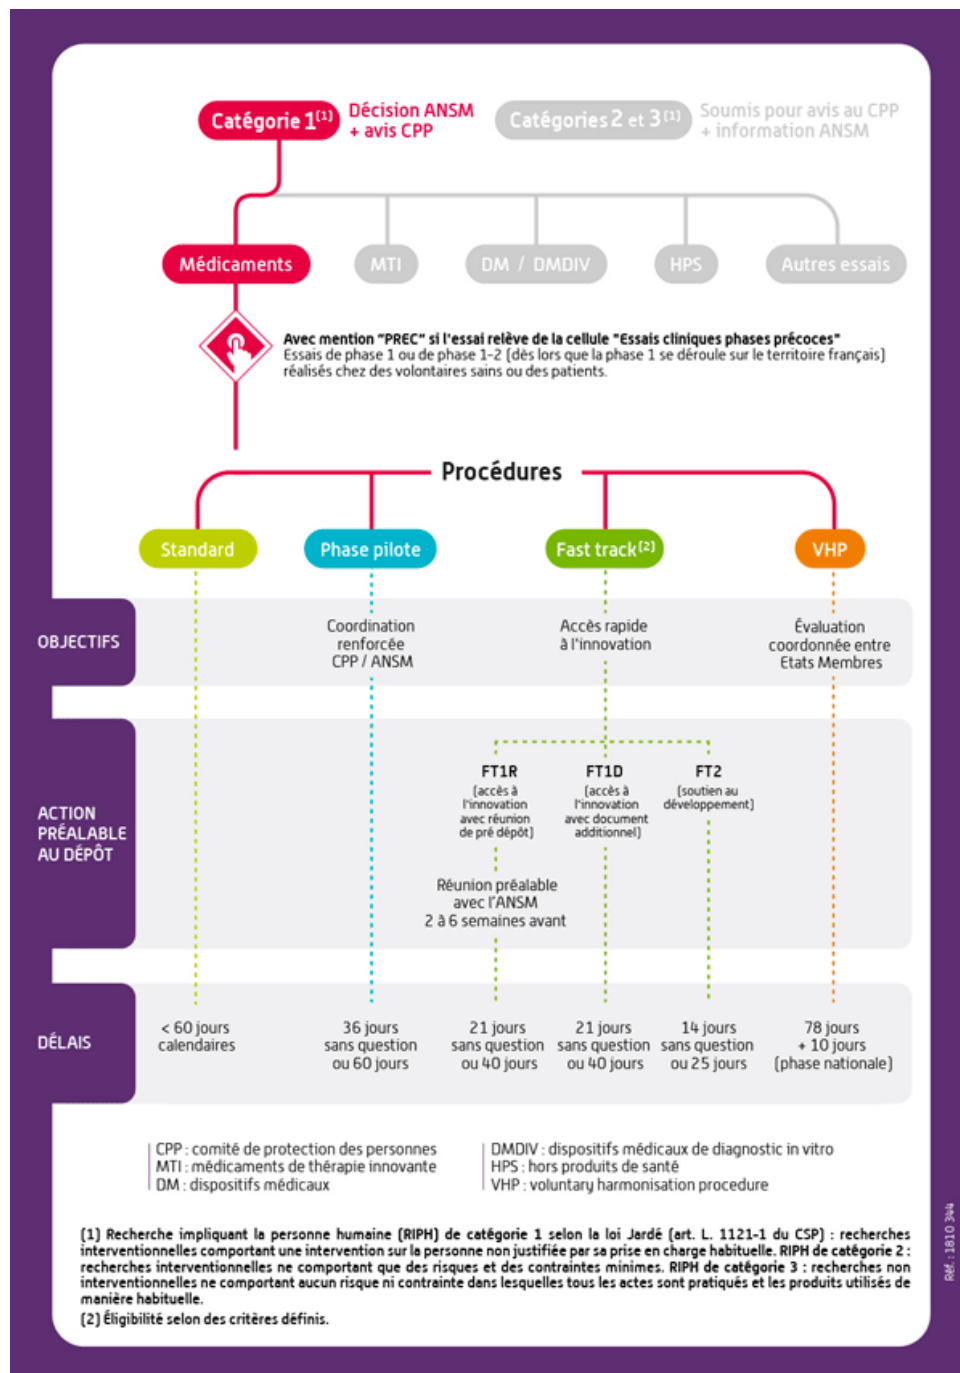 Catégorie 1(1)
Décision ANSM
+ avis CPP
Catégories 2 et 3(1)
Soumis pour avis au CPP
+ information ANSM
Médicaments
MTI
DM / DMDIV
HPS
Autres essais
Avec mention "PREC" si l'essai relève de la cellule "Essais cliniques phases précoces"
Essais de phase 1 ou de phase 1-2 (dès lors que la phase 1 se déroule sur le territoire français)
réalisés chez des volontaires sains ou des patients.
Procédures
Standard
Phase pilote
Fast track(2)
VHP
OBJECTIFS
Coordination
renforcée
CPP / ANSM
Accès rapide
à l'innovation
Évaluation
coordonnée entre
Etats Membres
ACTION
PRÉALABLE
AU DÉPÔT
FT1R
(accès à
l'innovation
avec réunion
de pré dépôt)
FT1D
(accès à
l'innovation
avec document
additionnel)
FT2
(soutien au
développement)
Réunion préalable
avec l'ANSM
2 à 6 semaines avant
DÉLAIS
< 60 jours
calendaires
36 jours
sans question
ou 60 jours
21 jours
sans question
ou 40 jours
21 jours
sans question
ou 40 jours
14 jours
sans question
ou 25 jours
78 jours
+ 10 jours
(phase nationale)
CPP : comité de protection des personnes
MTI : médicaments de thérapie innovante
DM : dispositifs médicaux
DMDIV : dispositifs médicaux de diagnostic in vitro
HPS : hors produits de santé
VHP : voluntary harmonisation procedure
(1) Recherche impliquant la personne humaine (RIPH) de catégorie 1 selon la loi Jardé (art. L. 1121-1 du CSP) : recherches
interventionnelles comportant une intervention sur la personne non justifiée par sa prise en charge habituelle. RIPH de catégorie 2 :
recherches interventionnelles ne comportant que des risques et des contraintes minimes. RIPH de catégorie 3 : recherches non
interventionnelles ne comportant aucun risque ni contrainte dans lesquelles tous les actes sont pratiqués et les produits utilisés de
manière habituelle.
(2) Éligibilité selon des critères définis.
Réf. : 1810 344